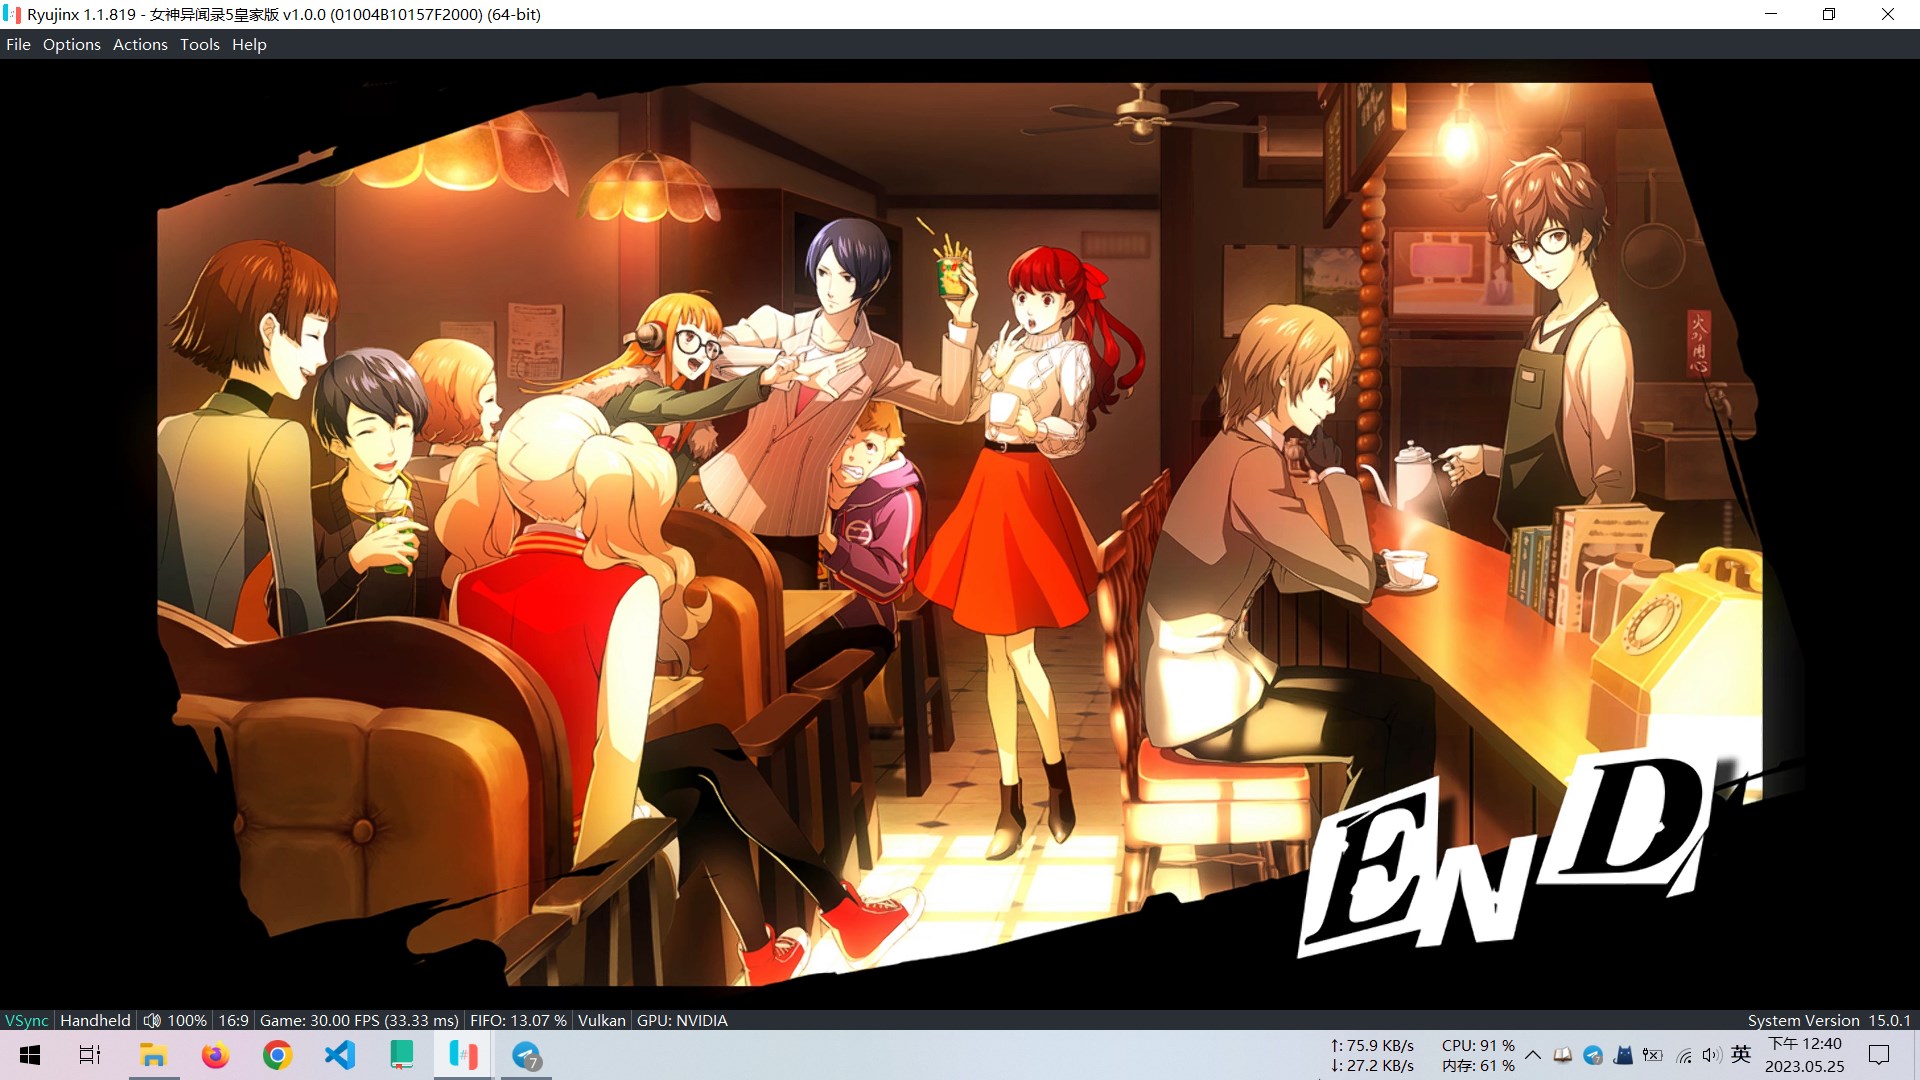 Ryujinx 1.1.819 - 女神异闻录5皇家版 v1.0.0 (01004B10157F2000) (64-bit)
File Options Actions Tools Help
火の用心
END
VSync Handheld 100% 16:9 Game: 30.00 FPS (33.33 ms) FIFO: 13.07 % Vulkan GPU: NVIDIA System Version 15.0.1
7
↑: 75.9 KB/s CPU: 91 %
↓: 27.2 KB/s 内存: 61 %
英
下午 12:40
2023.05.25